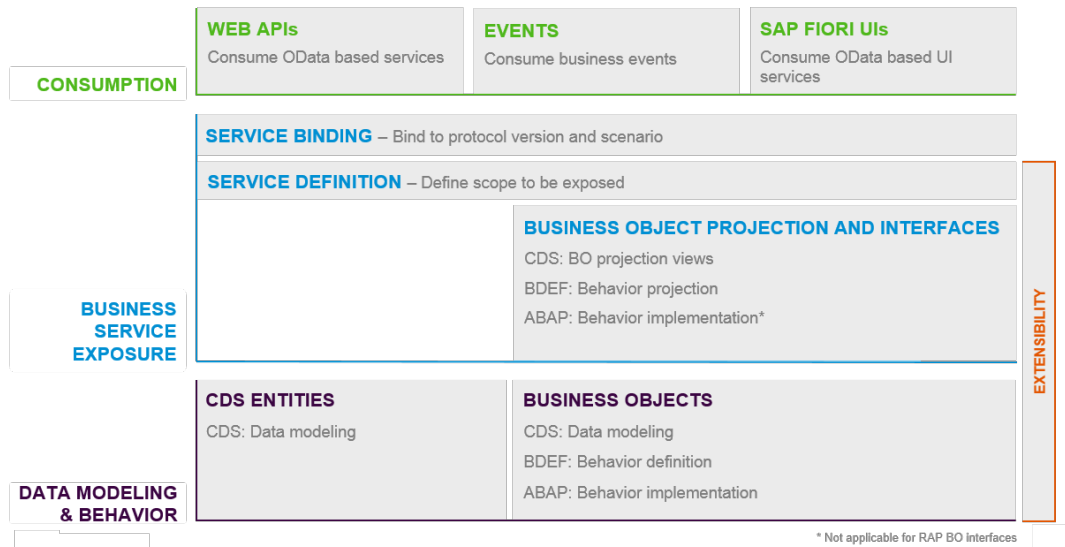 WEB APIs
Consume OData based services
EVENTS
Consume business events
SAP FIORI UIs
Consume OData based UI
services
CONSUMPTION
SERVICE BINDING – Bind to protocol version and scenario
SERVICE DEFINITION – Define scope to be exposed
BUSINESS OBJECT PROJECTION AND INTERFACES
CDS: BO projection views
BDEF: Behavior projection
ABAP: Behavior implementation*
BUSINESS
SERVICE
EXPOSURE
EXTENSIBILITY
CDS ENTITIES
CDS: Data modeling
BUSINESS OBJECTS
CDS: Data modeling
BDEF: Behavior definition
ABAP: Behavior implementation
DATA MODELING
& BEHAVIOR
* Not applicable for RAP BO interfaces